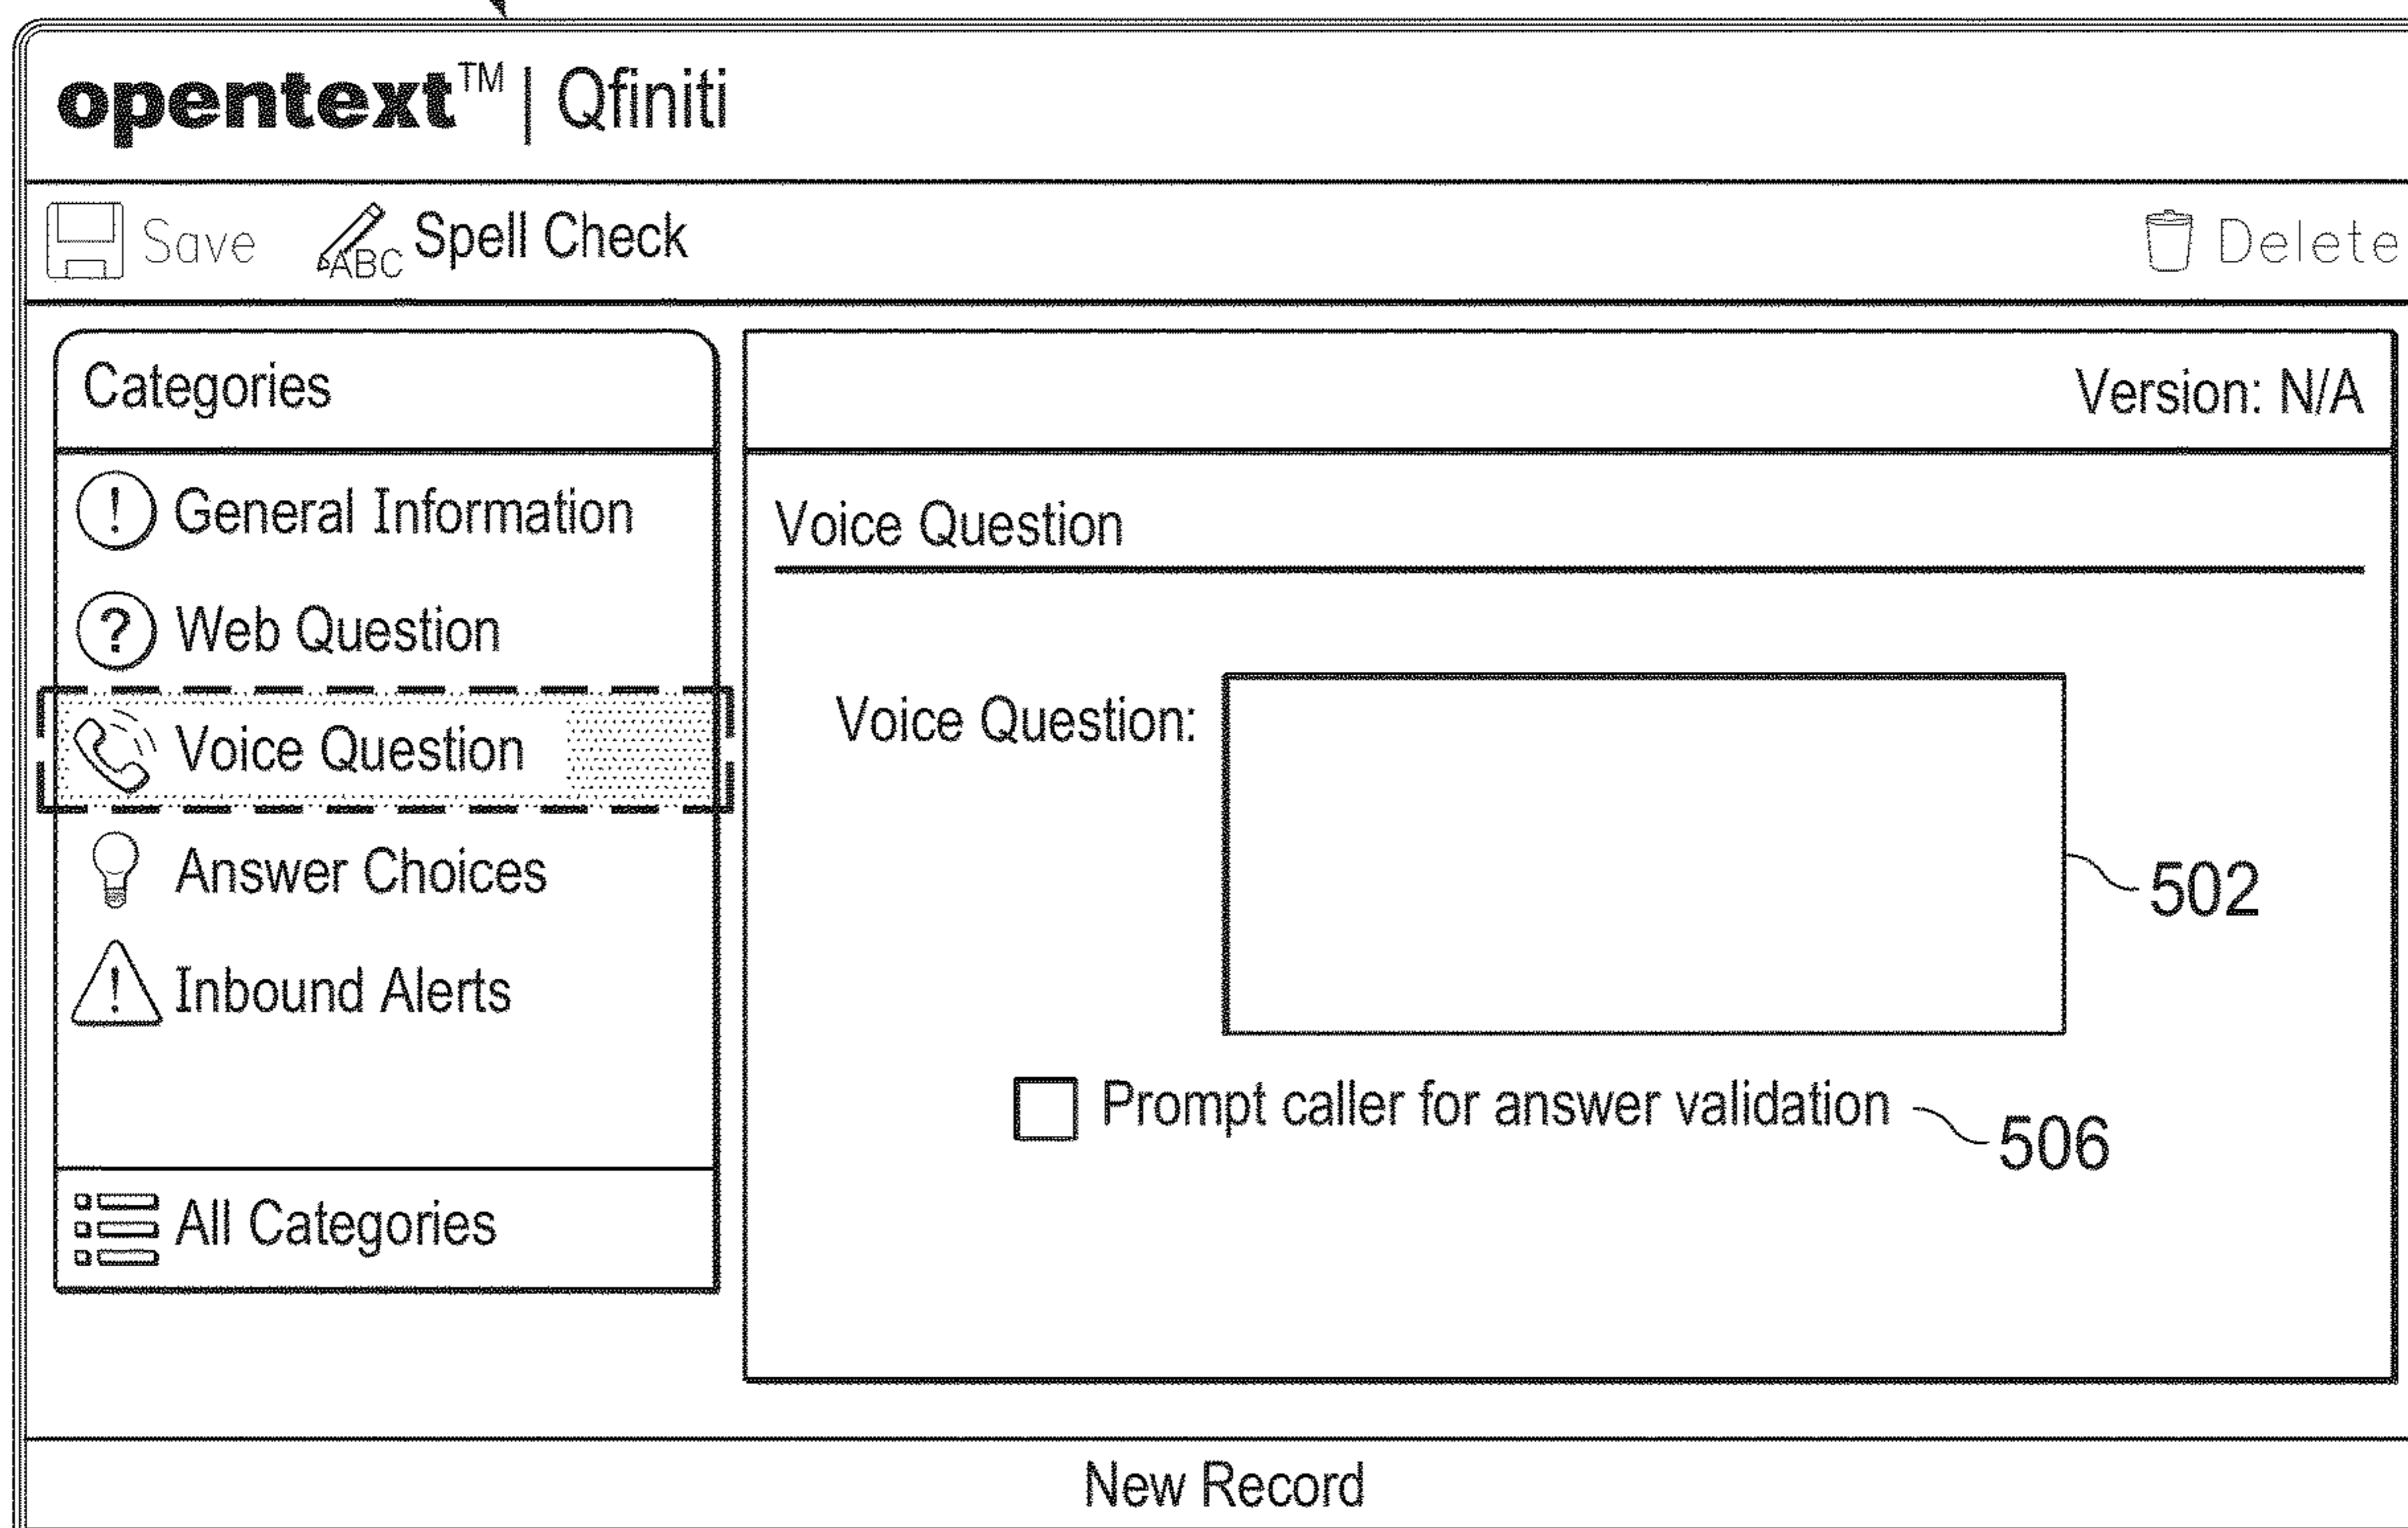 opentext™ | Qfiniti
Save ABC Spell Check Delete
Categories
General Information
Web Question
Voice Question
Answer Choices
Inbound Alerts
All Categories
Version: N/A
Voice Question
Voice Question:
502
Prompt caller for answer validation
506
New Record